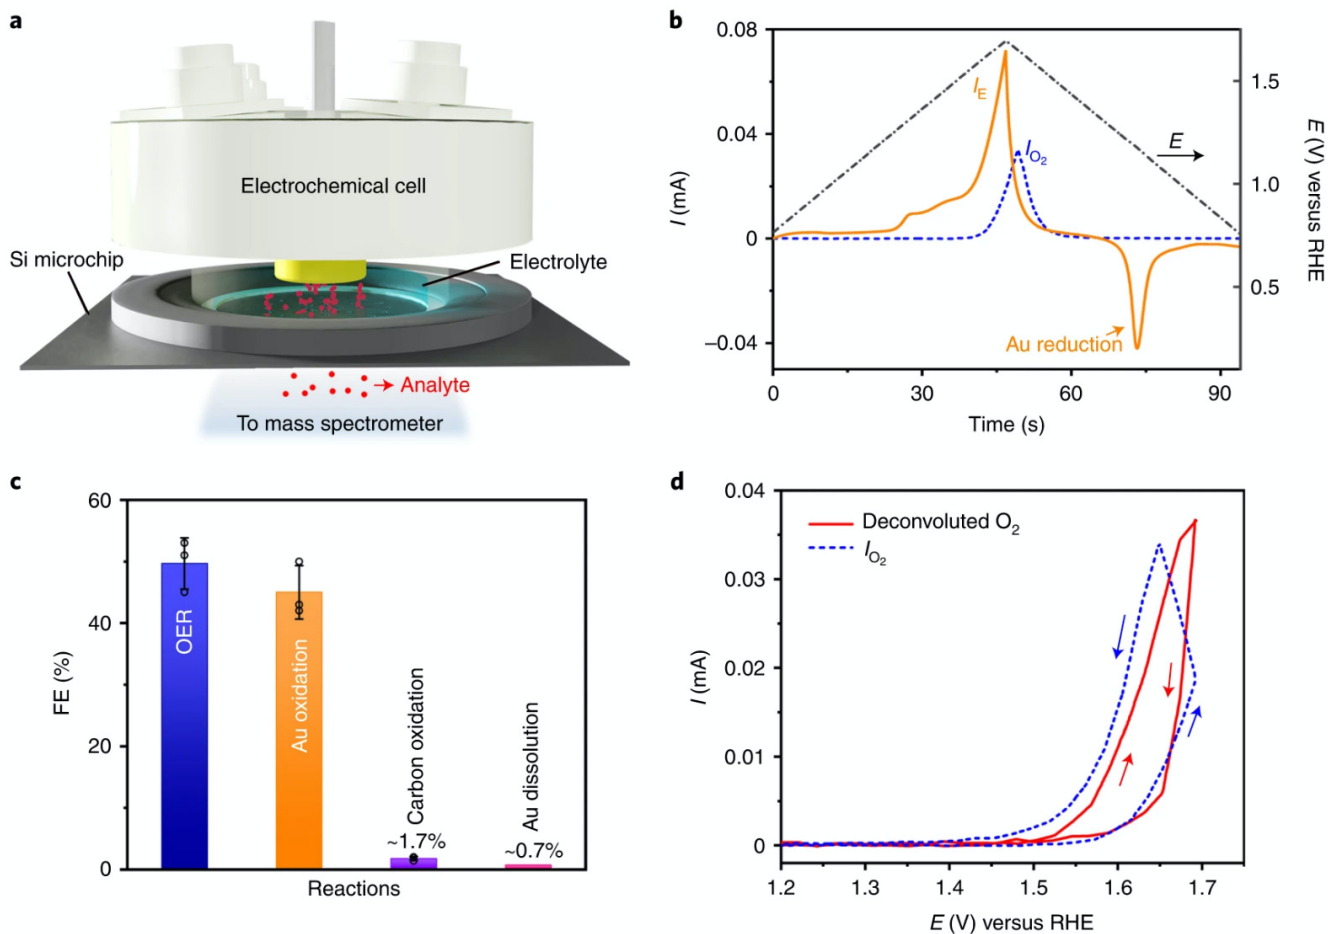 a
Electrochemical cell
Si microchip
Electrolyte
Analyte
To mass spectrometer
b
0.08
0.04
0
–0.04
I (mA)
0
30
60
90
Time (s)
1.5
1.0
0.5
E (V) versus RHE
I_E
I_O₂
E
Au reduction
c
60
40
20
0
FE (%)
OER
Au oxidation
Carbon oxidation
~1.7%
Au dissolution
~0.7%
Reactions
d
0.04
0.03
0.02
0.01
0
I (mA)
Deconvoluted O₂
I_O₂
1.2
1.3
1.4
1.5
1.6
1.7
E (V) versus RHE